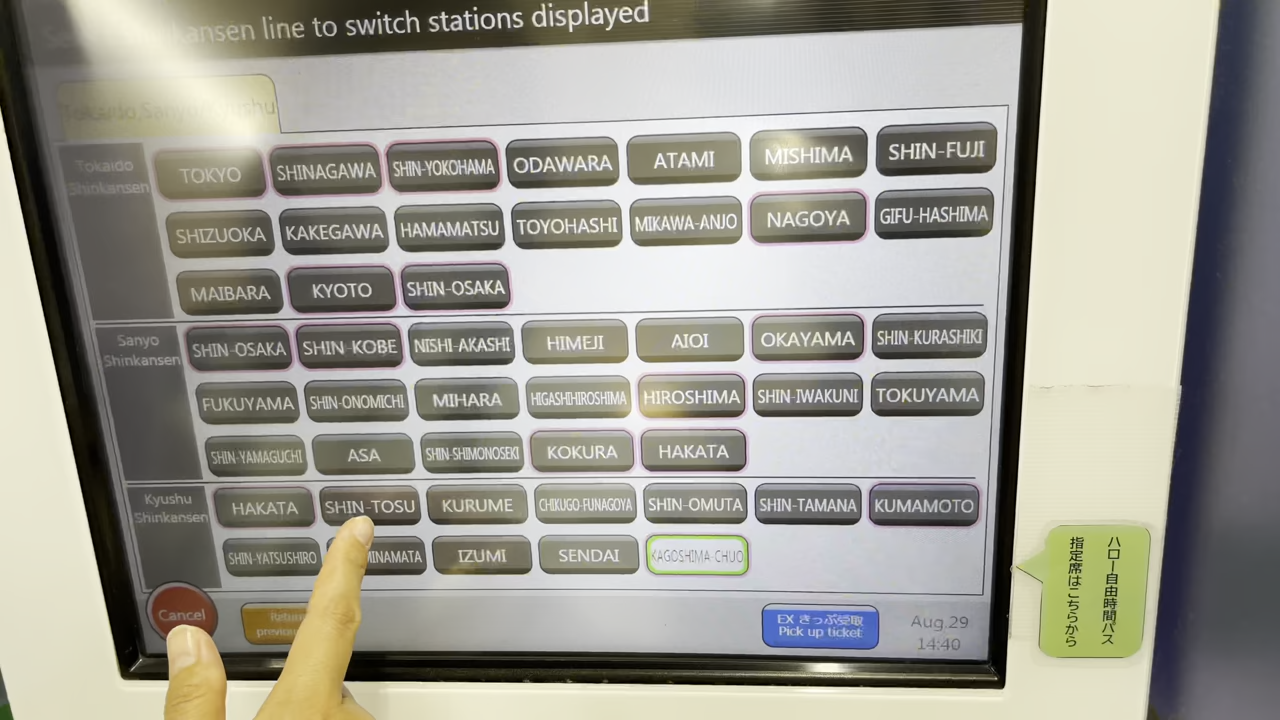 kansen line to switch stations displayed
Tokaido,Sanyo,Kyushu
Tokaido
Shinkansen
TOKYO
SHINAGAWA
SHIN-YOKOHAMA
ODAWARA
ATAMI
MISHIMA
SHIN-FUJI
SHIZUOKA
KAKEGAWA
HAMAMATSU
TOYOHASHI
MIKAWA-ANJO
NAGOYA
GIFU-HASHIMA
MAIBARA
KYOTO
SHIN-OSAKA
Sanyo
Shinkansen
SHIN-OSAKA
SHIN-KOBE
NISHI-AKASHI
HIMEJI
AIOI
OKAYAMA
SHIN-KURASHIKI
FUKUYAMA
SHIN-ONOMICHI
MIHARA
HIGASHIHIROSHIMA
HIROSHIMA
SHIN-IWAKUNI
TOKUYAMA
SHIN-YAMAGUCHI
ASA
SHIN-SHIMONOSEKI
KOKURA
HAKATA
Kyushu
Shinkansen
HAKATA
SHIN-TOSU
KURUME
CHIKUGO-FUNAGOYA
SHIN-OMUTA
SHIN-TAMANA
KUMAMOTO
SHIN-YATSUSHIRO
MINAMATA
IZUMI
SENDAI
KAGOSHIMA-CHUO
Cancel
Return
previou
EX きっぷ受取
Pick up ticket
Aug.29
14:40
ハロー自由時間パス
指定席はこちらから